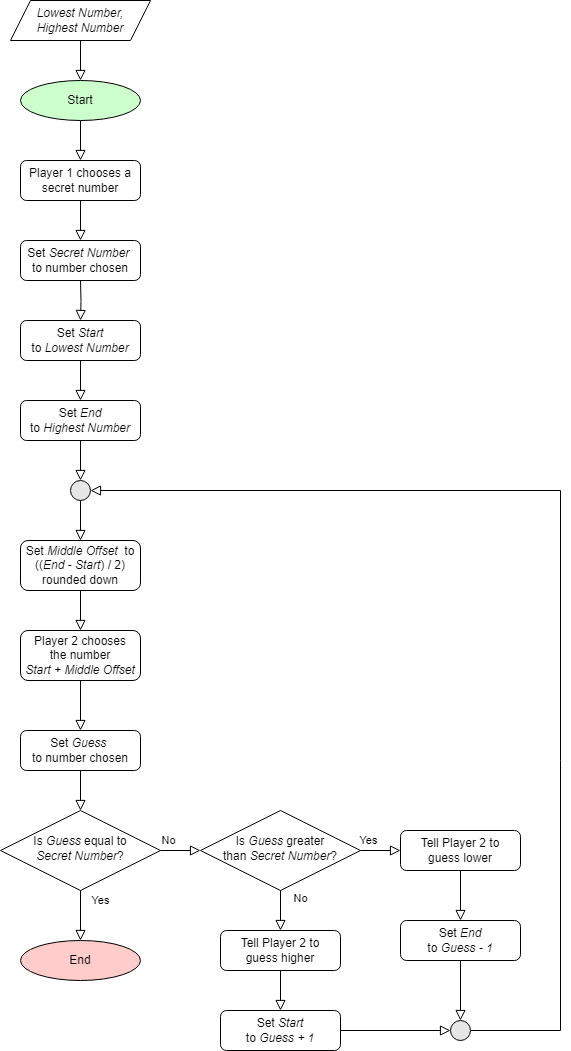 Lowest Number,
Highest Number
Start
Player 1 chooses a
secret number
Set Secret Number
to number chosen
Set Start
to Lowest Number
Set End
to Highest Number
Set Middle Offset to
((End - Start) / 2)
rounded down
Player 2 chooses
the number
Start + Middle Offset
Set Guess
to number chosen
Is Guess equal to
Secret Number?
No
Yes
End
Is Guess greater
than Secret Number?
Yes
No
Tell Player 2 to
guess lower
Set End
to Guess - 1
Tell Player 2 to
guess higher
Set Start
to Guess + 1